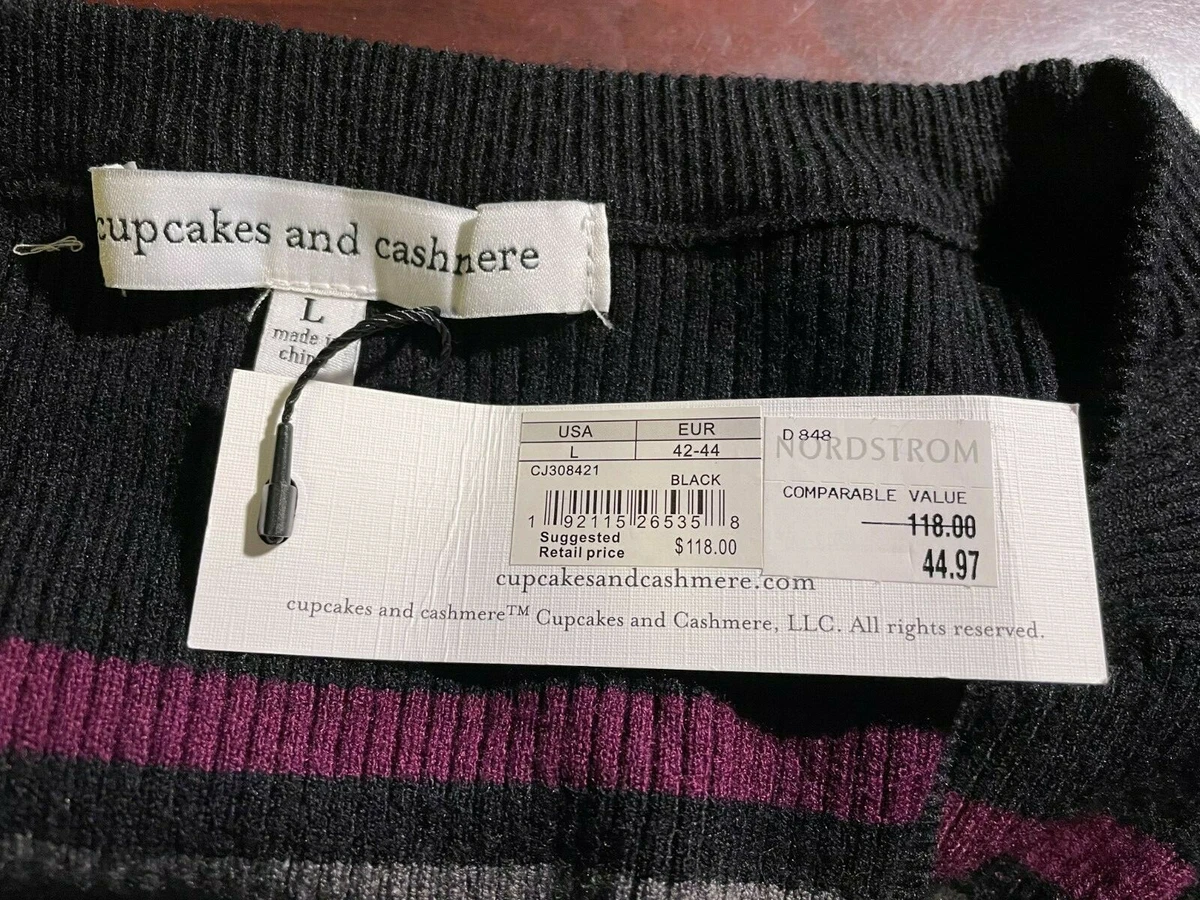 cupcakes and cashmere
L
made
USA EUR
L 42-44
CJ308421
BLACK
1 92115 26535 8
Suggested
Retail price $118.00
D 848
NORDSTROM
COMPARABLE VALUE
118.00
44.97
cupcakesandcashmere.com
cupcakes and cashmere™ Cupcakes and Cashmere, LLC. All rights reserved.